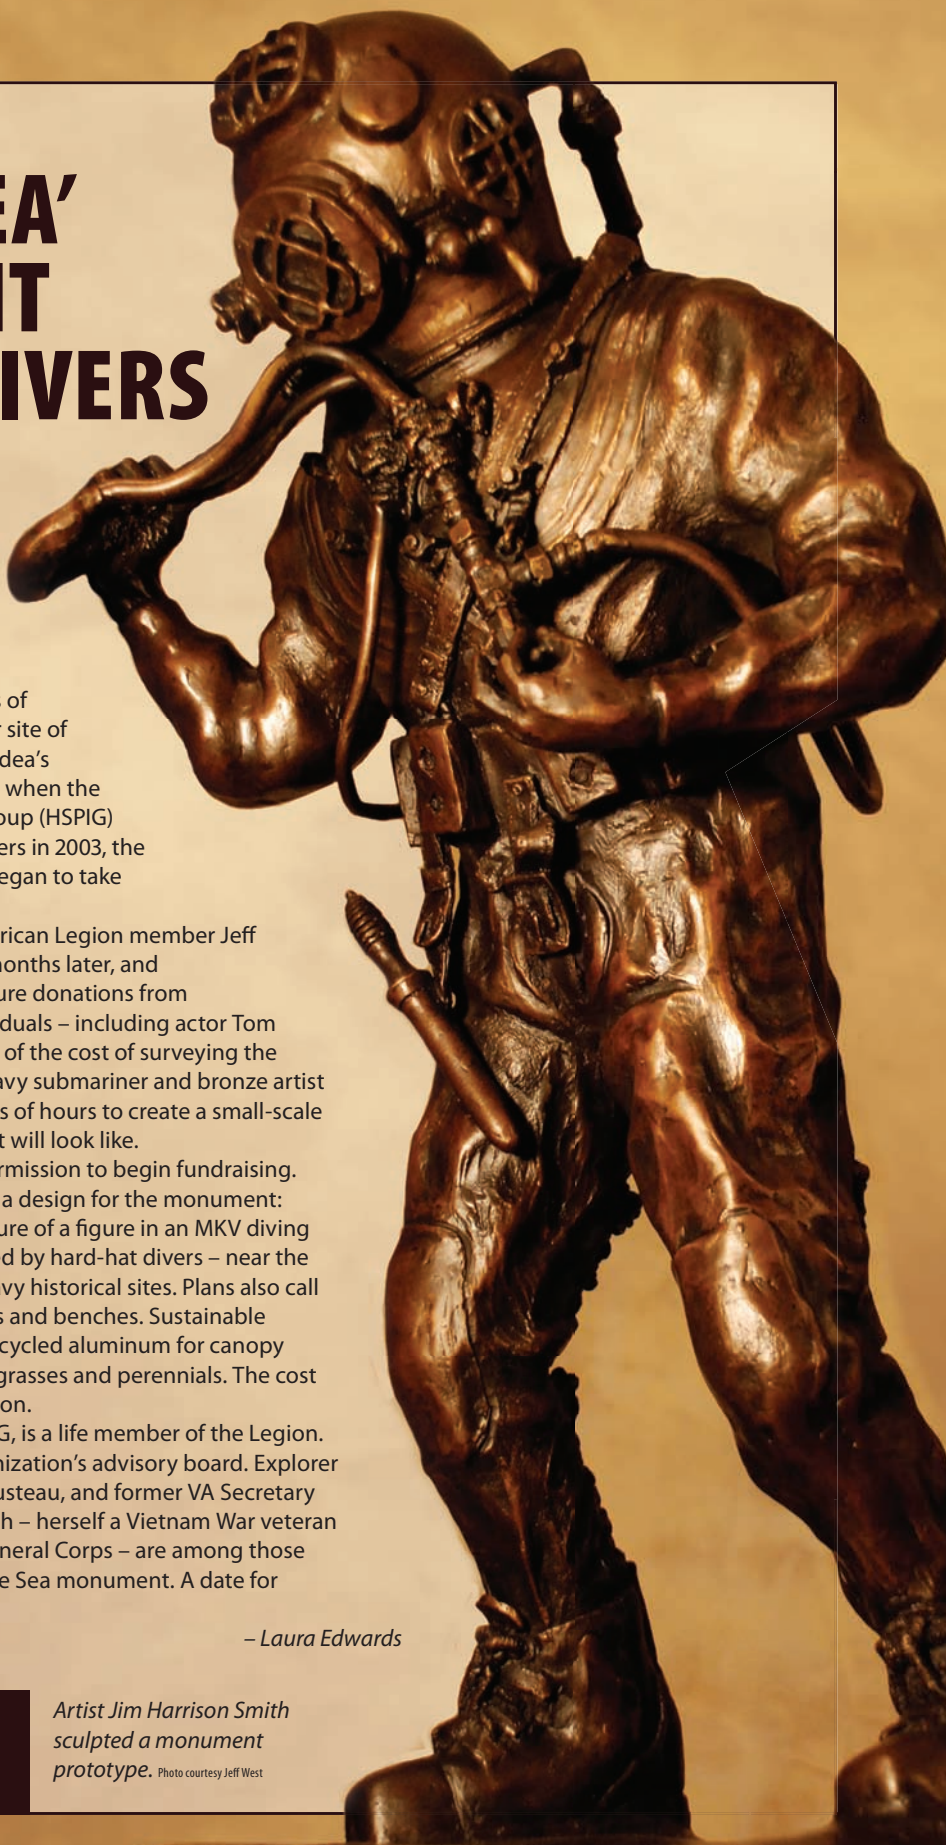 EA’
IT
IVERS
s of
r site of
dea’s
when the
oup (HSPIG)
ers in 2003, the
egan to take
rican Legion member Jeff
onths later, and
ure donations from
duals – including actor Tom
of the cost of surveying the
avy submariner and bronze artist
s of hours to create a small-scale
t will look like.
rmission to begin fundraising.
a design for the monument:
ure of a figure in an MKV diving
ed by hard-hat divers – near the
avy historical sites. Plans also call
s and benches. Sustainable
cycled aluminum for canopy
grasses and perennials. The cost
on.
G, is a life member of the Legion.
nization’s advisory board. Explorer
usteau, and former VA Secretary
h – herself a Vietnam War veteran
neral Corps – are among those
e Sea monument. A date for
– Laura Edwards
Artist Jim Harrison Smith
sculpted a monument
prototype. Photo courtesy Jeff West